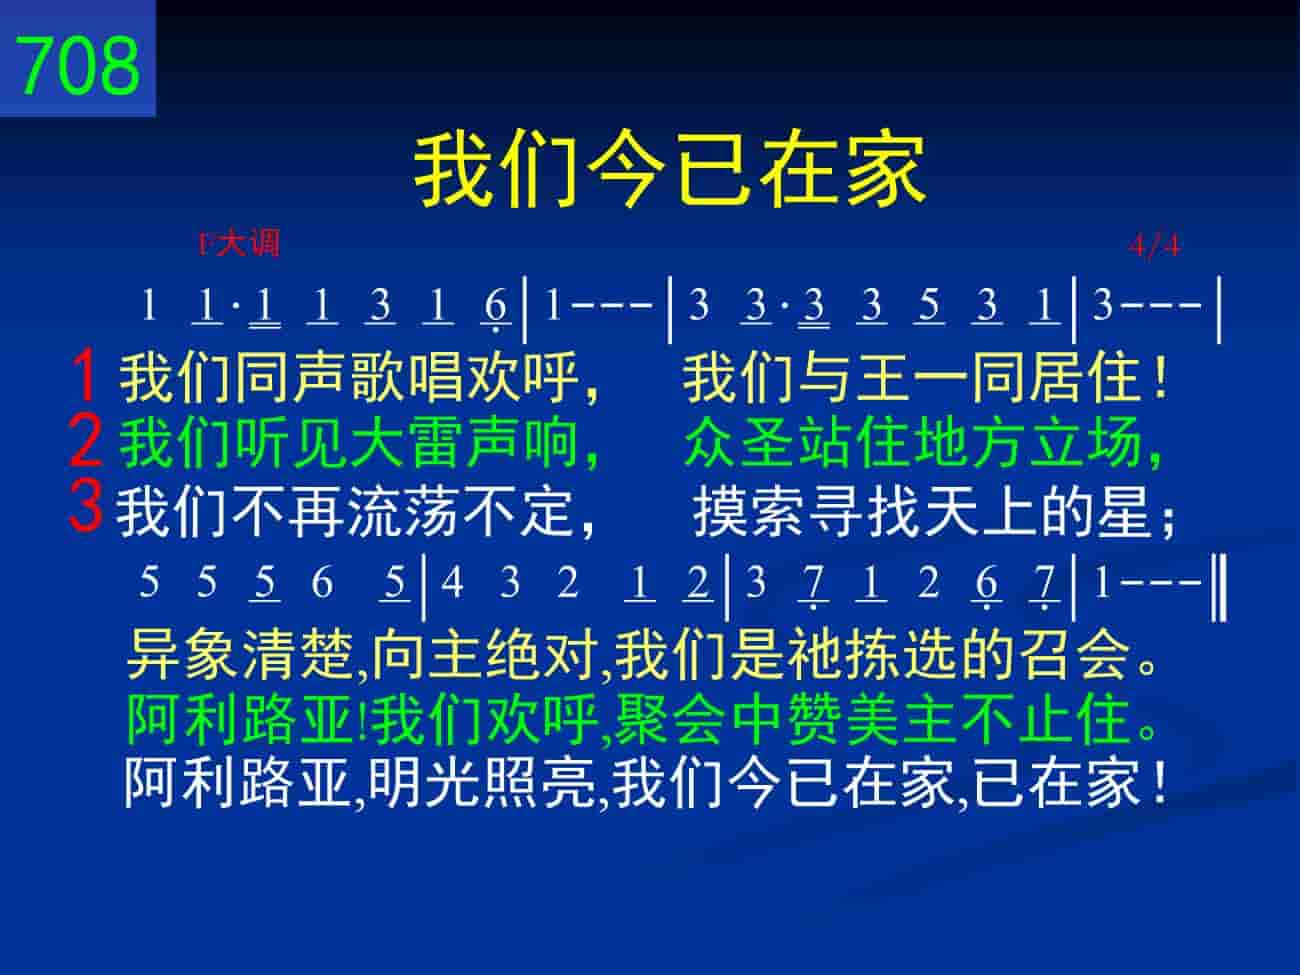 708
我们今已在家
F大调 4/4
1 1·1 1 3 1 6|1---|3 3·3 3 5 3 1|3---|
1 我们同声歌唱欢呼， 我们与王一同居住！
2 我们听见大雷声响， 众圣站住地方立场，
3 我们不再流荡不定， 摸索寻找天上的星；
5 5 5 6 5|4 3 2 1 2|3 7 1 2 6 7|1---‖
异象清楚,向主绝对,我们是祂拣选的召会。
阿利路亚!我们欢呼,聚会中赞美主不止住。
阿利路亚,明光照亮,我们今已在家,已在家！